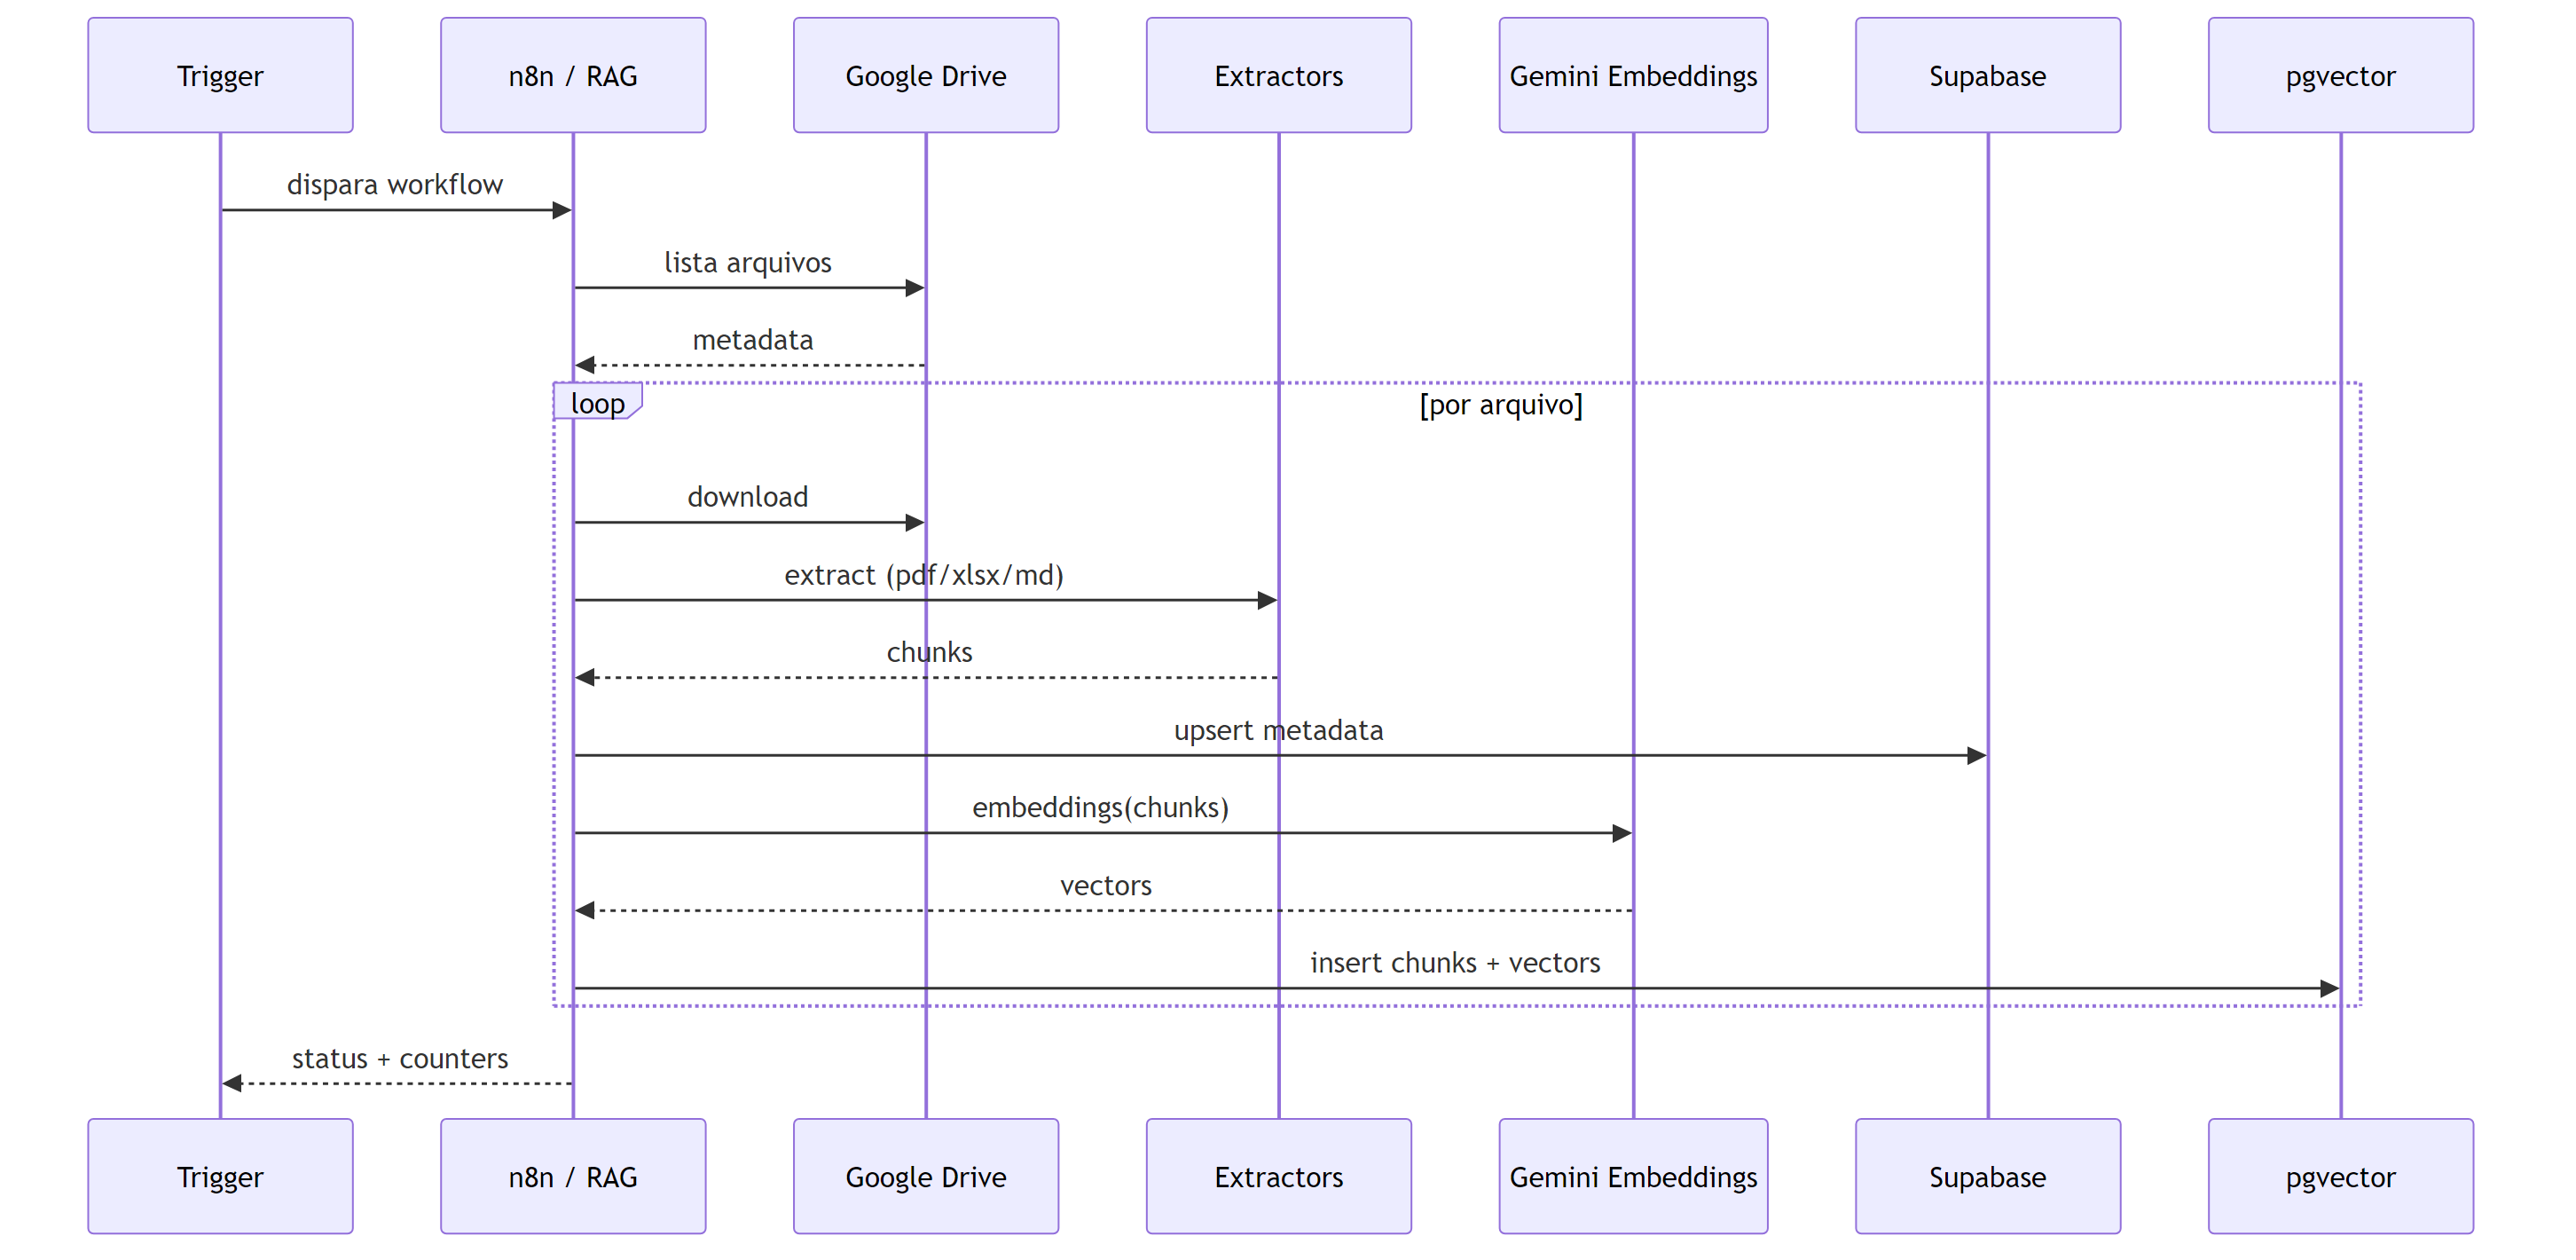 Trigger
n8n / RAG
Google Drive
Extractors
Gemini Embeddings
Supabase
pgvector
dispara workflow
lista arquivos
metadata
loop
[por arquivo]
download
extract (pdf/xlsx/md)
chunks
upsert metadata
embeddings(chunks)
vectors
insert chunks + vectors
status + counters
Trigger
n8n / RAG
Google Drive
Extractors
Gemini Embeddings
Supabase
pgvector